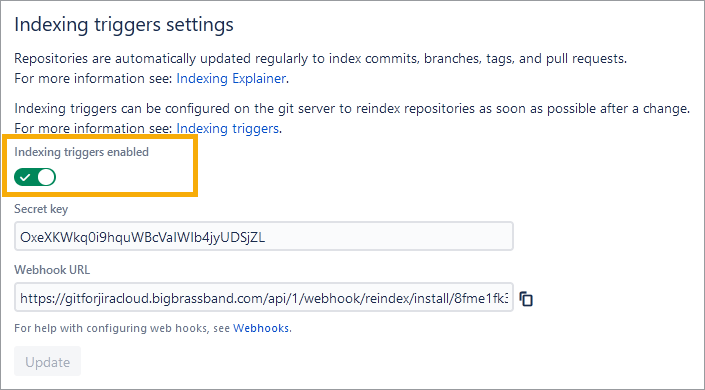 Indexing triggers settings
Repositories are automatically updated regularly to index commits, branches, tags, and pull requests.
For more information see: Indexing Explainer.
Indexing triggers can be configured on the git server to reindex repositories as soon as possible after a change.
For more information see: Indexing triggers.
Indexing triggers enabled
Secret key
OxeXKWkq0i9hquWBcVaIWIb4jyUDSjZL
Webhook URL
https://gitforjiracloud.bigbrassband.com/api/1/webhook/reindex/install/8fme1fk3
For help with configuring web hooks, see Webhooks.
Update